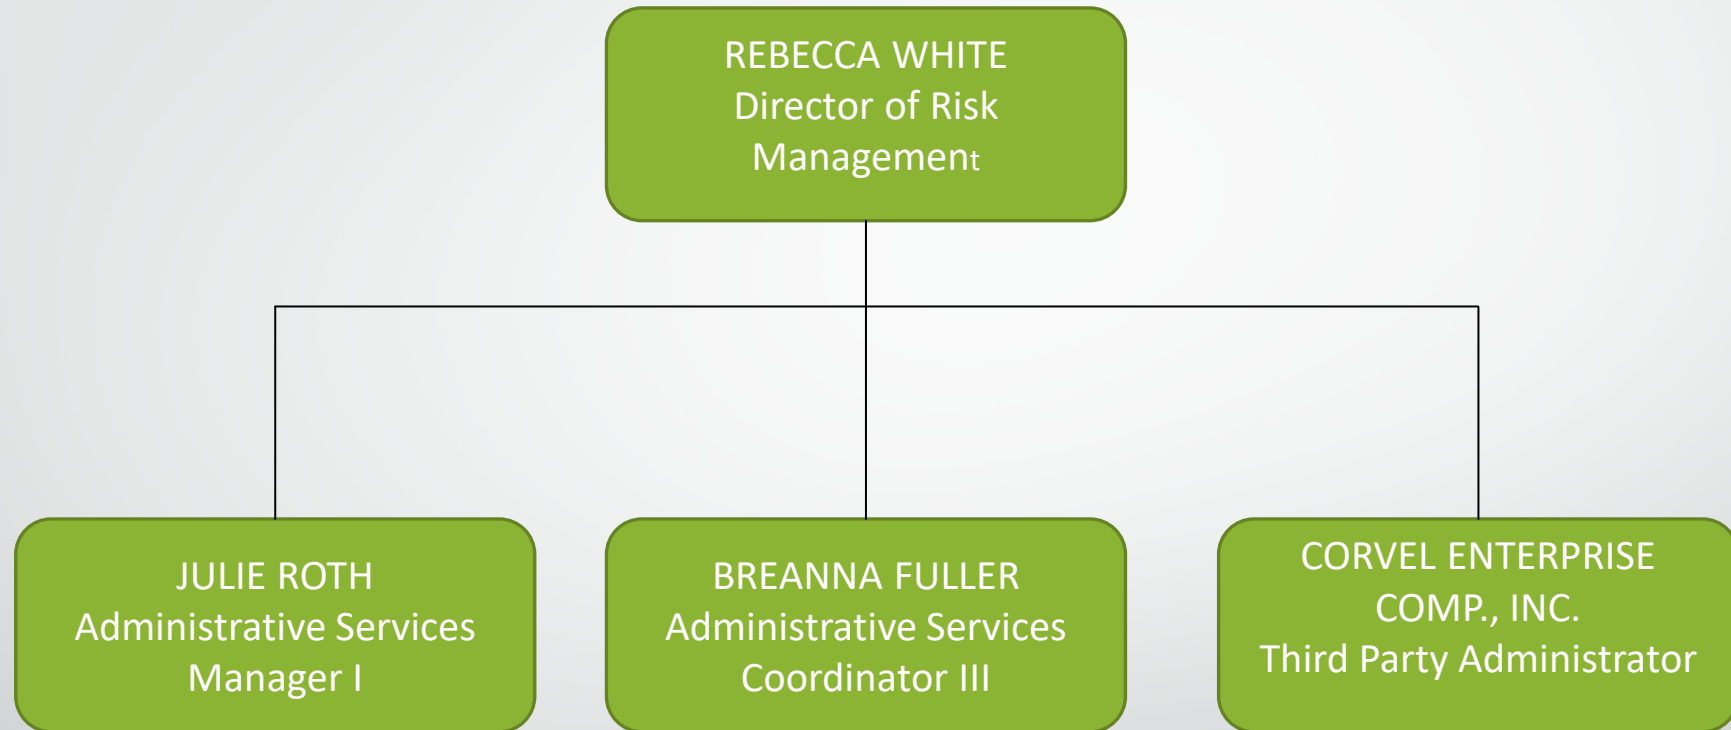 REBECCA WHITE
Director of Risk
Management
JULIE ROTH
Administrative Services
Manager I
BREANNA FULLER
Administrative Services
Coordinator III
CORVEL ENTERPRISE
COMP., INC.
Third Party Administrator